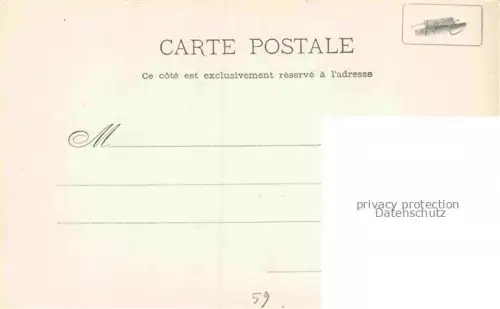 CARTE POSTALE
Ce côté est exclusivement réservé à l'adresse
M
privacy protection
Datenschutz
59